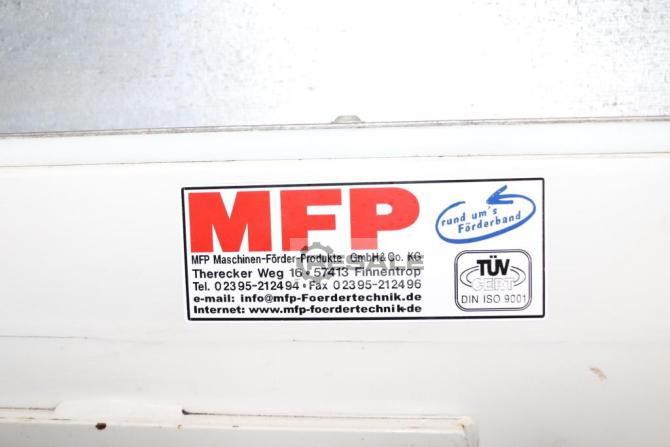 MFP
rund um's
Förderband
MFP Maschinen-Förder-Produkte GmbH & Co. KG
Therecker Weg 16 • 57413 Finnentrop
Tel. 02395-212494 • Fax 02395-212496
e-mail: info@mfp-Foerdertechnik.de
Internet: www.mfp-foerdertechnik.de
TÜV
CERT
DIN ISO 9001
RESALE